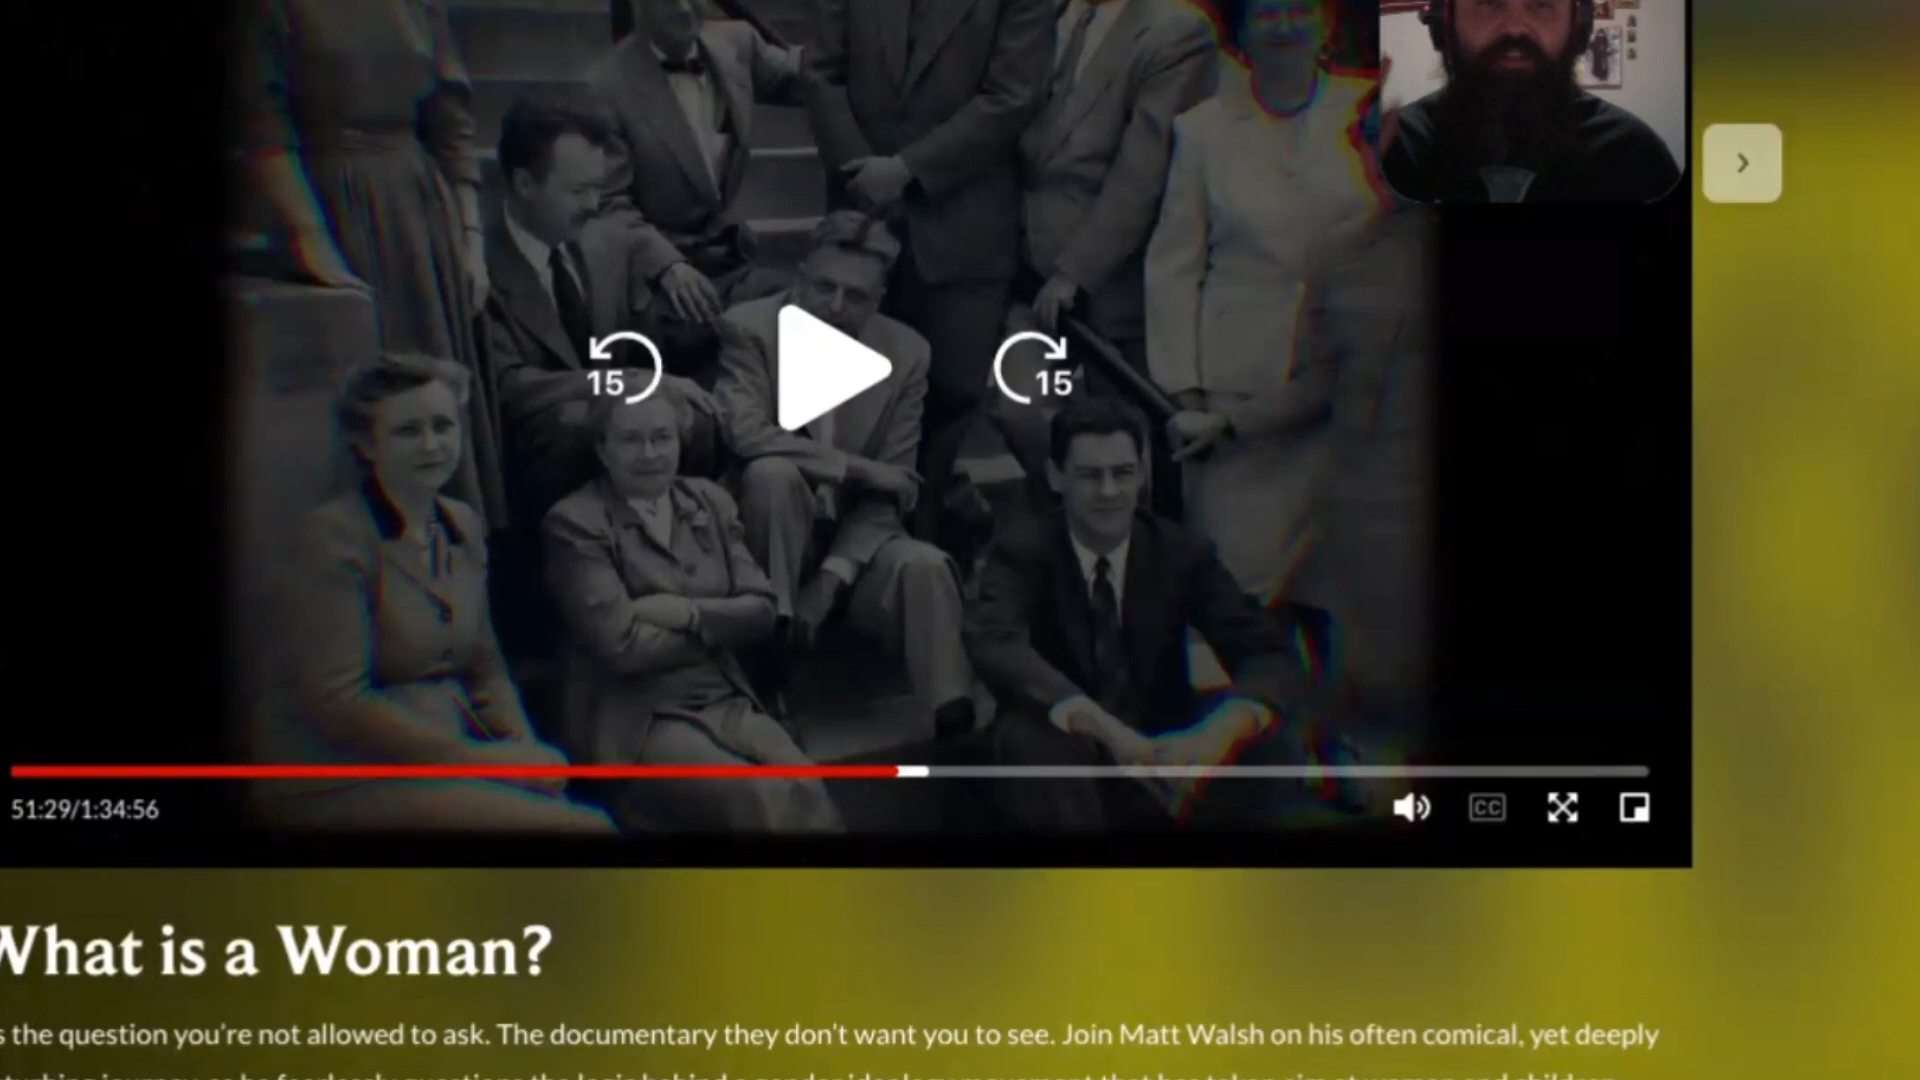 15
15
51:29/1:34:56
CC
What is a Woman?
s the question you're not allowed to ask. The documentary they don't want you to see. Join Matt Walsh on his often comical, yet deeply